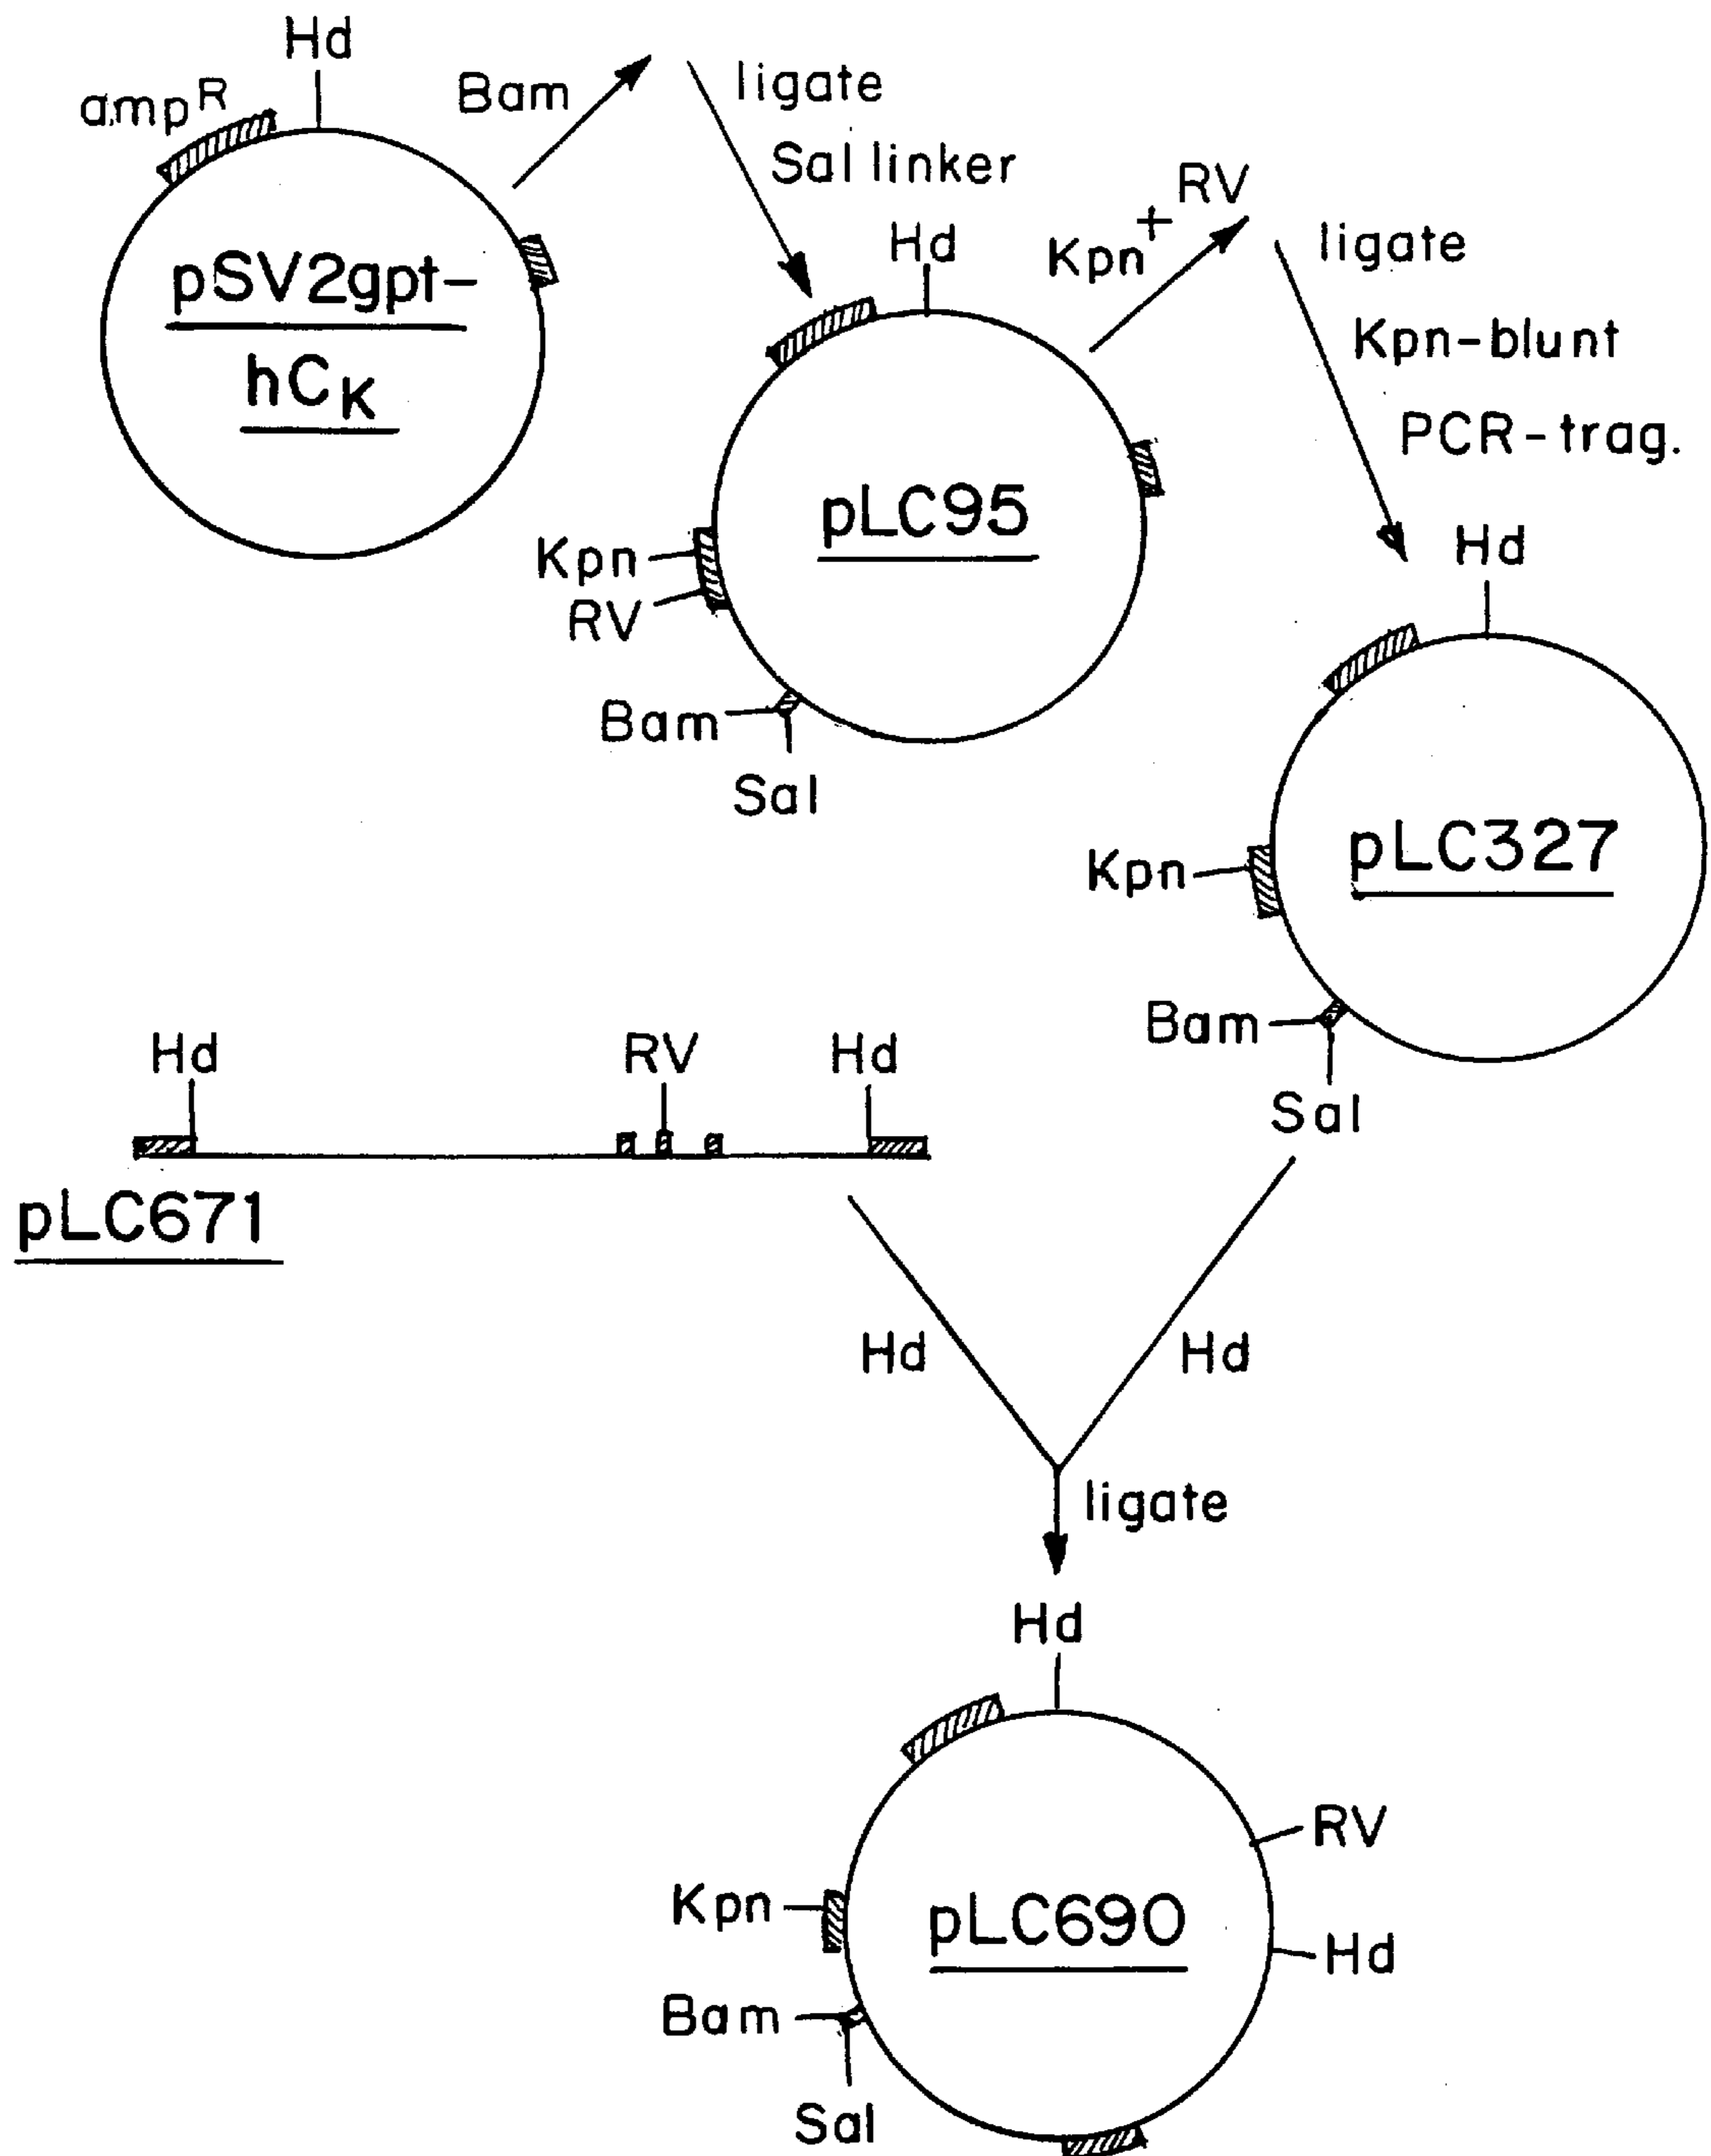 Hd
ampR
Bam
ligate
Sal linker
pSV2gpt-
hCK
Hd
Kpn + RV
ligate
Kpn-blunt
PCR-trag.
pLC95
Kpn
RV
Bam
Sal
Hd
pLC327
Kpn
Bam
Sal
Hd
RV
Hd
pLC671
Hd
Hd
ligate
Hd
RV
Kpn
pLC690
Hd
Bam
Sal